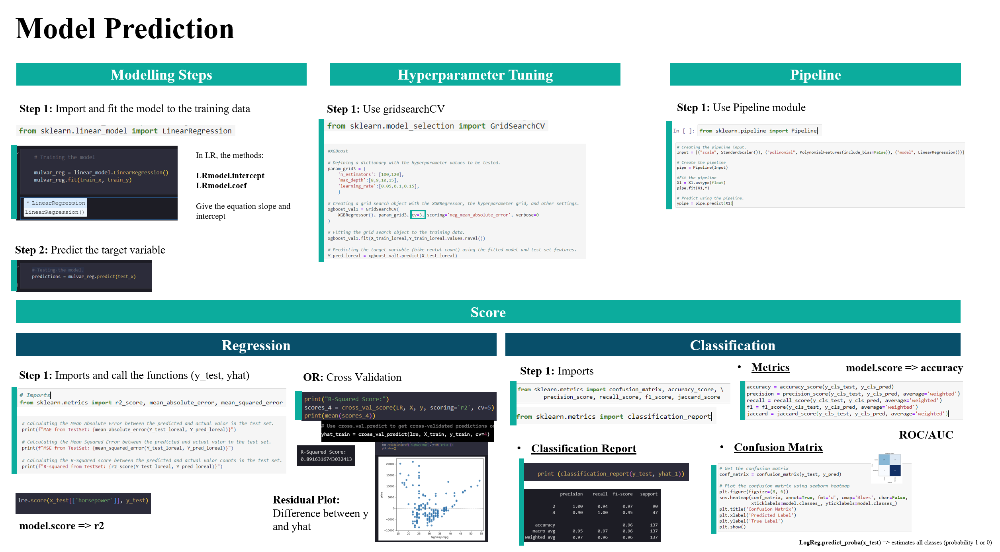 Model Prediction
Modelling Steps
Step 1: Import and fit the model to the training data
from sklearn.linear_model import LinearRegression
# Training the model
mulvar_reg = linear_model.LinearRegression()
mulvar_reg.fit(train_x, train_y)
LinearRegression
LinearRegression()
In LR, the methods:
LRmodel.intercept_
LRmodel.coef_
Give the equation slope and
intercept
Step 2: Predict the target variable
# Testing the model.
predictions = mulvar_reg.predict(test_x)
Hyperparameter Tuning
Step 1: Use gridsearchCV
from sklearn.model_selection import GridSearchCV
#XGBoost
# Defining a dictionary with the hyperparameter values to be tested.
param_grid3 = {
'n_estimators': [100,120],
'max_depth':[8,9,10,15],
'learning_rate':[0.05,0.1,0.15],
}
# Creating a grid search object with the XGBRegressor, the hyperparameter grid, and other settings.
xgboost_val1 = GridSearchCV(
XGBRegressor(), param_grid3, cv=3, scoring='neg_mean_absolute_error', verbose=0
)
# Fitting the grid search object to the training data.
xgboost_val1.fit(X_train_loreal,Y_train_loreal.values.ravel())
# Predicting the target variable (bike rental count) using the fitted model and test set features.
Y_pred_loreal = xgboost_val1.predict(X_test_loreal)
Pipeline
Step 1: Use Pipeline module
In [ ]: from sklearn.pipeline import Pipeline
# Creating the pipeline input.
Input = [("scale", StandardScaler()), ("polinomial", PolynomialFeatures(include_bias=False)), ("model", LinearRegression())]
# Create the pipeline
pipe = Pipeline(Input)
#Fit the pipeline
X1 = X1.astype(float)
pipe.fit(X1,Y)
# Predict using the pipeline.
ypipe = pipe.predict(X1)
Score
Regression
Step 1: Imports and call the functions (y_test, yhat)
# Imports
from sklearn.metrics import r2_score, mean_absolute_error, mean_squared_error
# Calculating the Mean Absolute Error between the predicted and actual valor in the test set.
print(f"MAE from TestSet: {mean_absolute_error(Y_test_loreal, Y_pred_loreal)}")
# Calculating the Mean Squared Error between the predicted and actual valor in the test set.
print(f"MSE from TestSet: {mean_squared_error(Y_test_loreal, Y_pred_loreal)}")
# Calculating the R-Squared score between the predicted and actual valor counts in the test set.
print(f"R-squared from TestSet: {r2_score(Y_test_loreal, Y_pred_loreal)}")
lre.score(x_test[['horsepower']], y_test)
model.score => r2
OR: Cross Validation
print("R-Squared Score:")
scores_4 = cross_val_score(LR, X, y, scoring='r2', cv=5)
print(mean(scores_4))
# Use cross_val_predict to get cross-validated predictions
yhat_train = cross_val_predict(lre, X_train, y_train, cv=4)
R-Squared Score:
0.8916316743032413
sns.residplot(x=df['highway-mpg'], y=df['price'])
plt.show()
20000
15000
10000
5000
0
−5000
−10000
price
15 20 25 30 35 40 45 50 55
highway-mpg
Residual Plot:
Difference between y
and yhat
Classification
Step 1: Imports
from sklearn.metrics import confusion_matrix, accuracy_score, \
precision_score, recall_score, f1_score, jaccard_score
from sklearn.metrics import classification_report
• Classification Report
print (classification_report(y_test, yhat_1))
precision recall f1-score support
2 1.00 0.94 0.97 90
4 0.90 1.00 0.95 47
accuracy 0.96 137
macro avg 0.95 0.97 0.96 137
weighted avg 0.97 0.96 0.96 137
• Metrics
model.score => accuracy
accuracy = accuracy_score(y_cls_test, y_cls_pred)
precision = precision_score(y_cls_test, y_cls_pred, average='weighted')
recall = recall_score(y_cls_test, y_cls_pred, average='weighted')
f1 = f1_score(y_cls_test, y_cls_pred, average='weighted')
jaccard = jaccard_score(y_cls_test, y_cls_pred, average='weighted')
ROC/AUC
• Confusion Matrix
# Get the confusion matrix
conf_matrix = confusion_matrix(y_test, y_pred)
# Plot the confusion matrix using seaborn heatmap
plt.figure(figsize=(8, 6))
sns.heatmap(conf_matrix, annot=True, fmt='d', cmap='Blues', cbar=False,
xticklabels=model.classes_, yticklabels=model.classes_)
plt.title('Confusion Matrix')
plt.xlabel('Predicted Label')
plt.ylabel('True Label')
plt.show()
LogReg.predict_proba(x_test) => estimates all classes (probability 1 or 0)